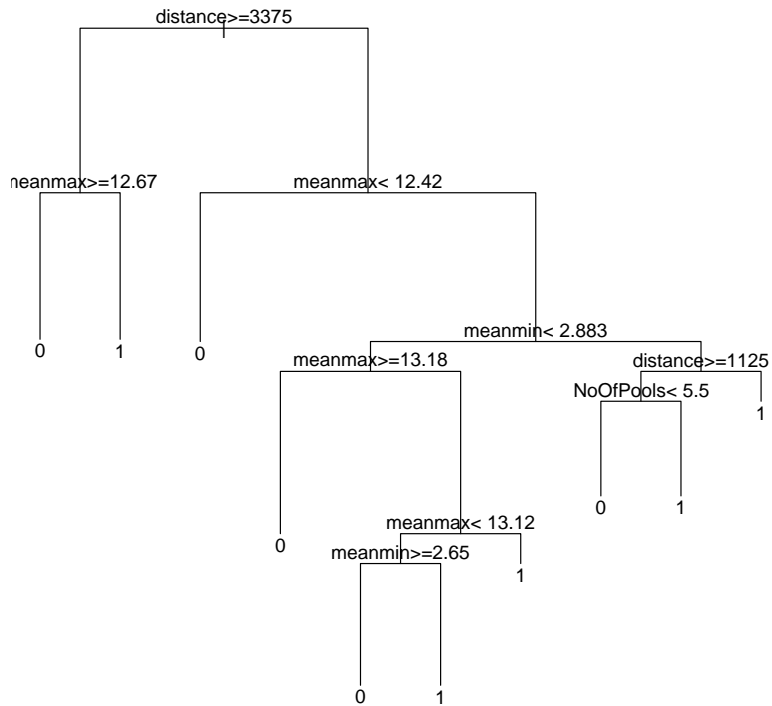 distance>=3375
meanmax>=12.67
meanmax< 12.42
0
1
0
meanmin< 2.883
meanmax>=13.18
distance>=1125
NoOfPools< 5.5
1
0
1
0
meanmax< 13.12
meanmin>=2.65
1
0
1